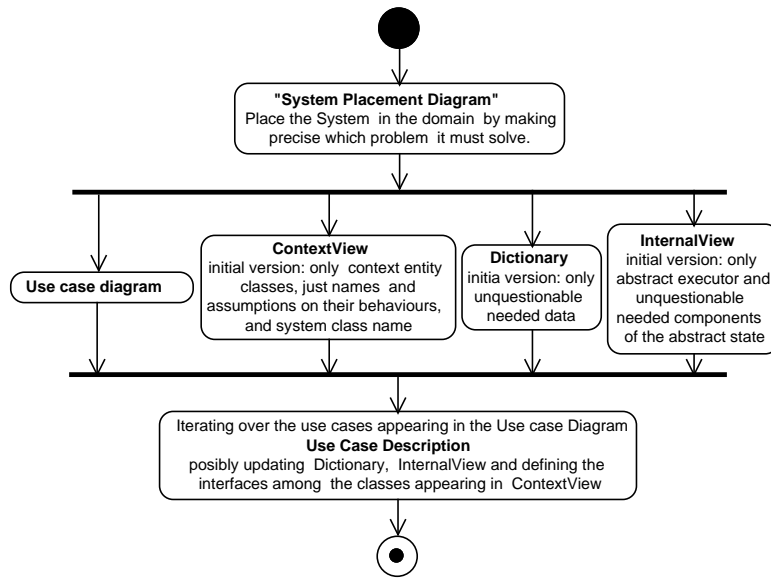 "System Placement Diagram"
Place the System in the domain by making
precise which problem it must solve.
Use case diagram
ContextView
initial version: only context entity
classes, just names and
assumptions on their behaviours,
and system class name
Dictionary
initia version: only
unquestionable
needed data
InternalView
initial version: only
abstract executor and
unquestionable
needed components
of the abstract state
Iterating over the use cases appearing in the Use case Diagram
Use Case Description
posibly updating Dictionary, InternalView and defining the
interfaces among the classes appearing in ContextView